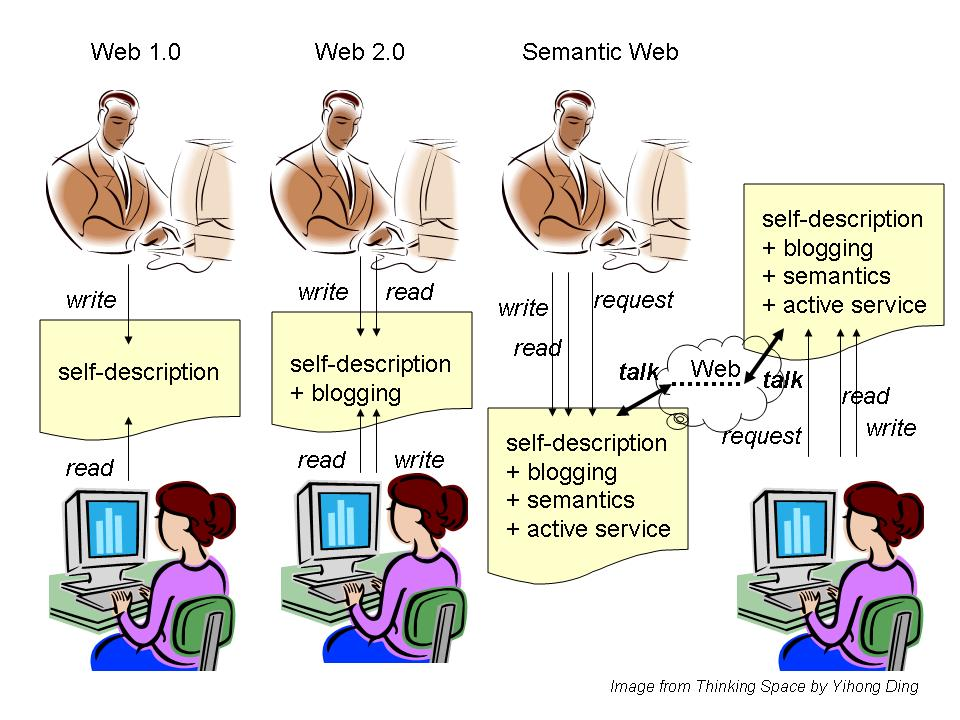 Web 1.0
Web 2.0
Semantic Web
write
self-description
read
write
read
self-description
+ blogging
read
write
write
read
request
self-description
+ blogging
+ semantics
+ active service
talk
Web
talk
self-description
+ blogging
+ semantics
+ active service
request
read
write
Image from Thinking Space by Yihong Ding